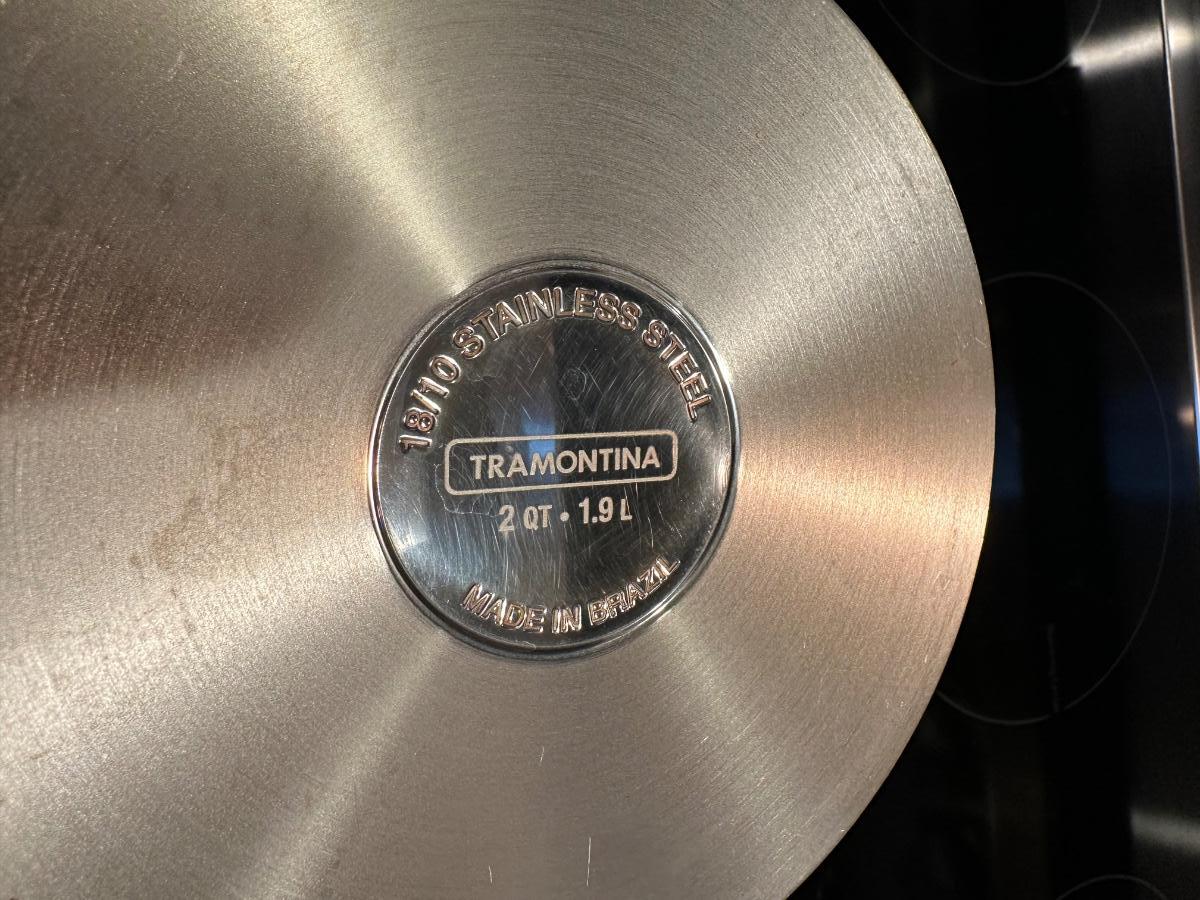 18/10 STAINLESS STEEL
TRAMONTINA
2 QT • 1.9 L
MADE IN BRAZIL